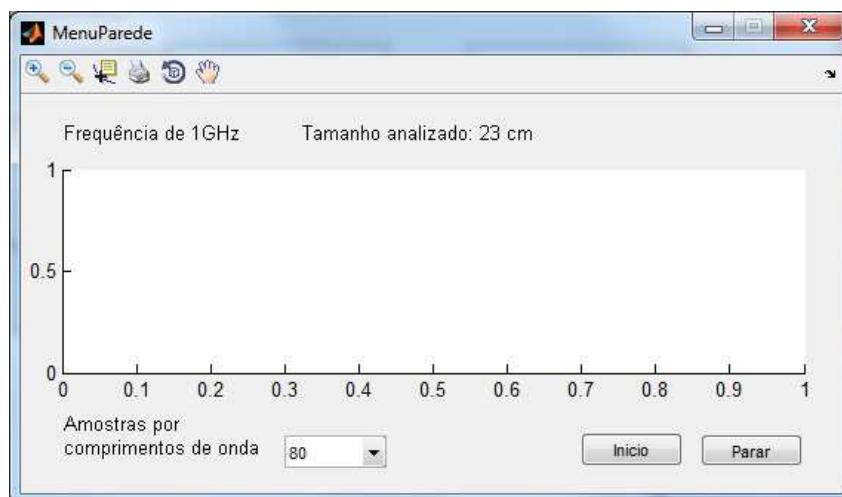 MenuParede
Frequência de 1GHz Tamanho analizado: 23 cm
1
0.5
0
0 0.1 0.2 0.3 0.4 0.5 0.6 0.7 0.8 0.9 1
Amostras por
comprimentos de onda
80
Inicio Parar